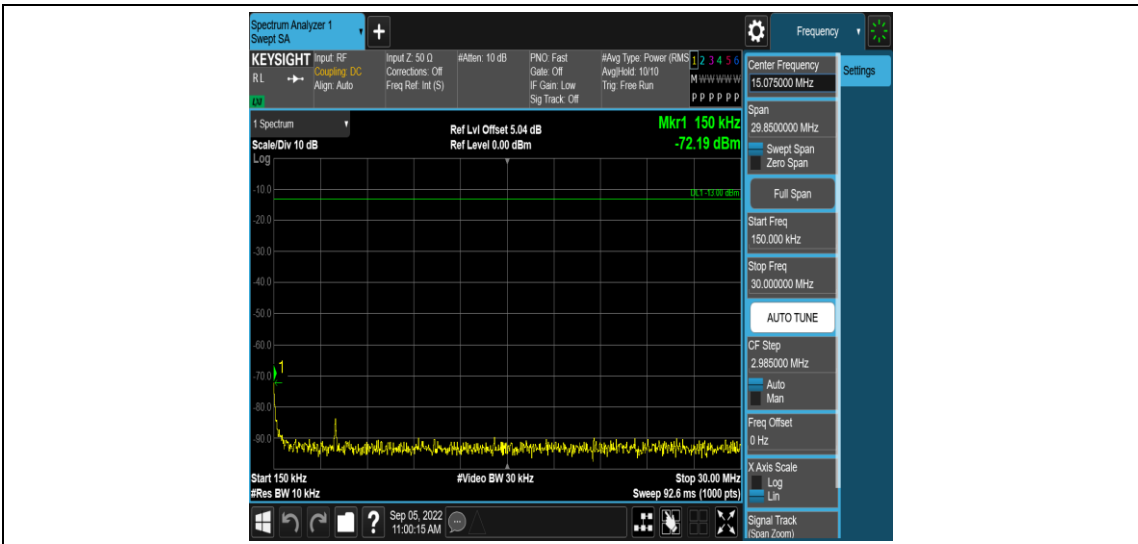 Spectrum Analyzer 1
Swept SA
Frequency
KEYSIGHT
RL
LXI
Input: RF
Coupling: DC
Align: Auto
Input Z: 50 Ω
Corrections: Off
Freq Ref: Int (S)
#Atten: 10 dB
PNO: Fast
Gate: Off
IF Gain: Low
Sig Track: Off
#Avg Type: Power (RMS
Avg|Hold: 10/10
Trig: Free Run
1 2 3 4 5 6
M W W W W W
P P P P P P
Center Frequency
15.075000 MHz
Settings
Span
29.8500000 MHz
Swept Span
Zero Span
Full Span
Start Freq
150.000 kHz
Stop Freq
30.000000 MHz
AUTO TUNE
CF Step
2.985000 MHz
Auto
Man
Freq Offset
0 Hz
X Axis Scale
Log
Lin
Signal Track
(Span Zoom)
1 Spectrum
Scale/Div 10 dB
Log
Ref Lvl Offset 5.04 dB
Ref Level 0.00 dBm
Mkr1 150 kHz
-72.19 dBm
DL1 -13.00 dBm
-10.0
-20.0
-30.0
-40.0
-50.0
-60.0
1
-70.0
-80.0
-90.0
Start 150 kHz
#Video BW 30 kHz
Stop 30.00 MHz
#Res BW 10 kHz
Sweep 92.6 ms (1000 pts)
Sep 05, 2022
11:00:15 AM